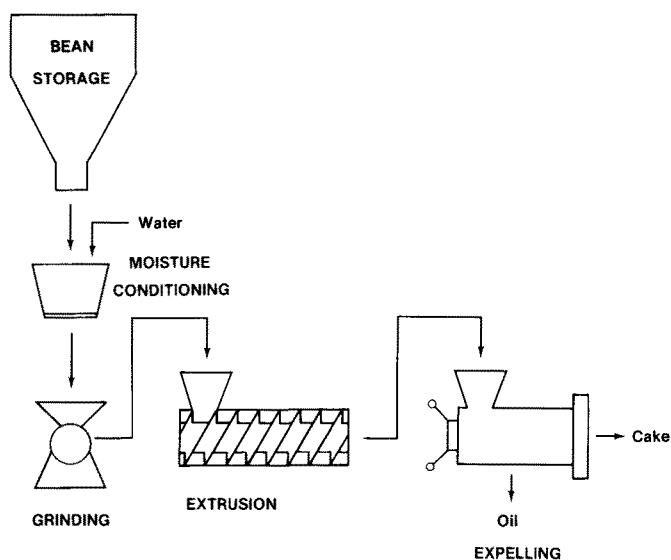 BEAN
STORAGE
Water
MOISTURE
CONDITIONING
GRINDING
EXTRUSION
Cake
Oil
EXPELLING